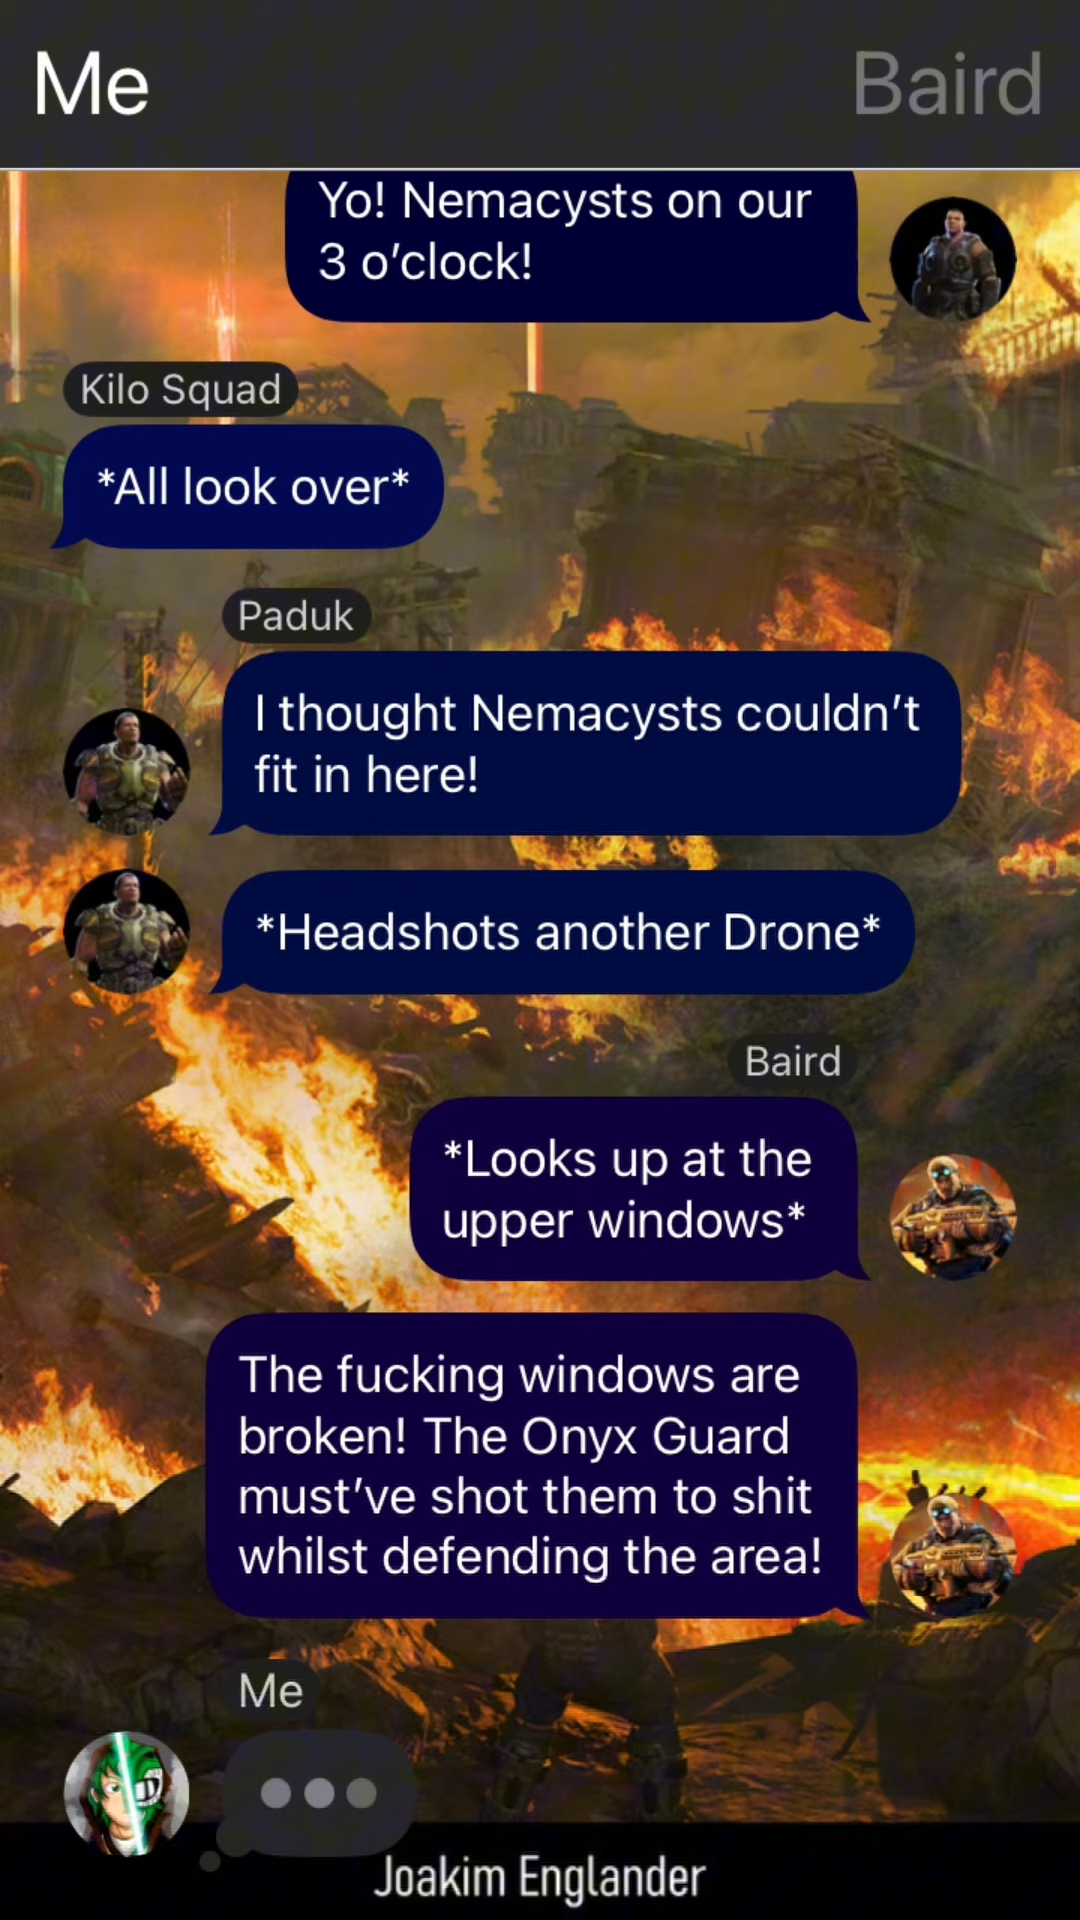 Me
Baird
Yo! Nemacysts on our
3 o’clock!
Kilo Squad
*All look over*
Paduk
I thought Nemacysts couldn’t
fit in here!
*Headshots another Drone*
Baird
*Looks up at the
upper windows*
The fucking windows are
broken! The Onyx Guard
must’ve shot them to shit
whilst defending the area!
Me
Joakim Englander